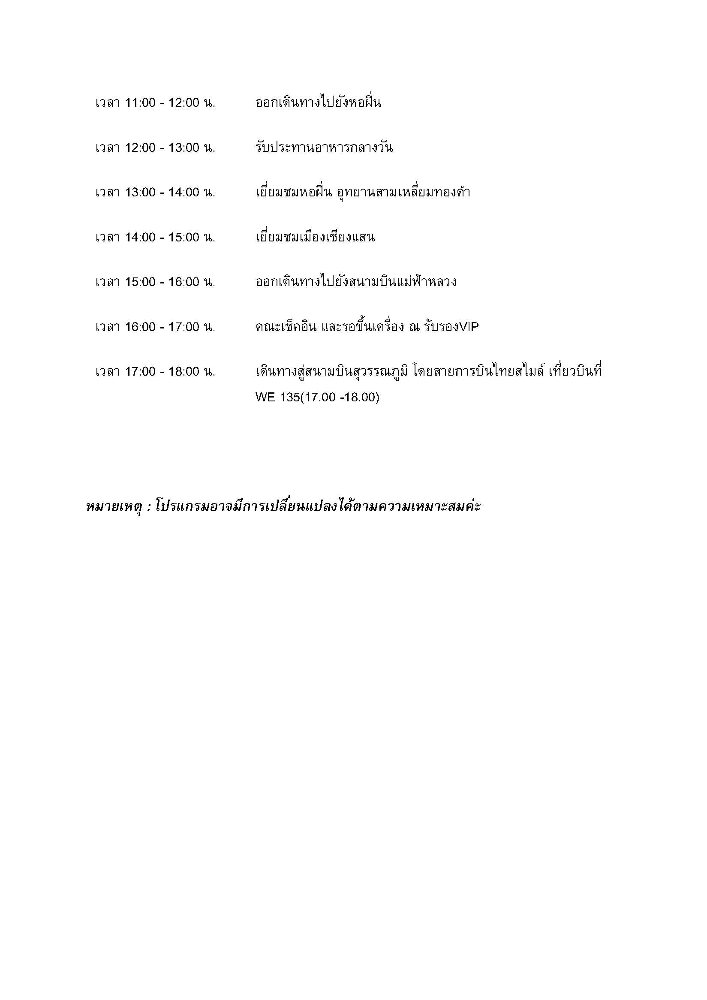 เวลา 11:00 - 12:00 น. ออกเดินทางไปยังหอฝิ่น
เวลา 12:00 - 13:00 น. รับประทานอาหารกลางวัน
เวลา 13:00 - 14:00 น. เยี่ยมชมหอฝิ่น อุทยานสามเหลี่ยมทองคำ
เวลา 14:00 - 15:00 น. เยี่ยมชมเมืองเชียงแสน
เวลา 15:00 - 16:00 น. ออกเดินทางไปยังสนามบินแม่ฟ้าหลวง
เวลา 16:00 - 17:00 น. คณะเช็คอิน และรอขึ้นเครื่อง ณ รับรองVIP
เวลา 17:00 - 18:00 น. เดินทางสู่สนามบินสุวรรณภูมิ โดยสายการบินไทยสไมล์ เที่ยวบินที่
WE 135(17.00 -18.00)
หมายเหตุ : โปรแกรมอาจมีการเปลี่ยนแปลงได้ตามความเหมาะสมค่ะ